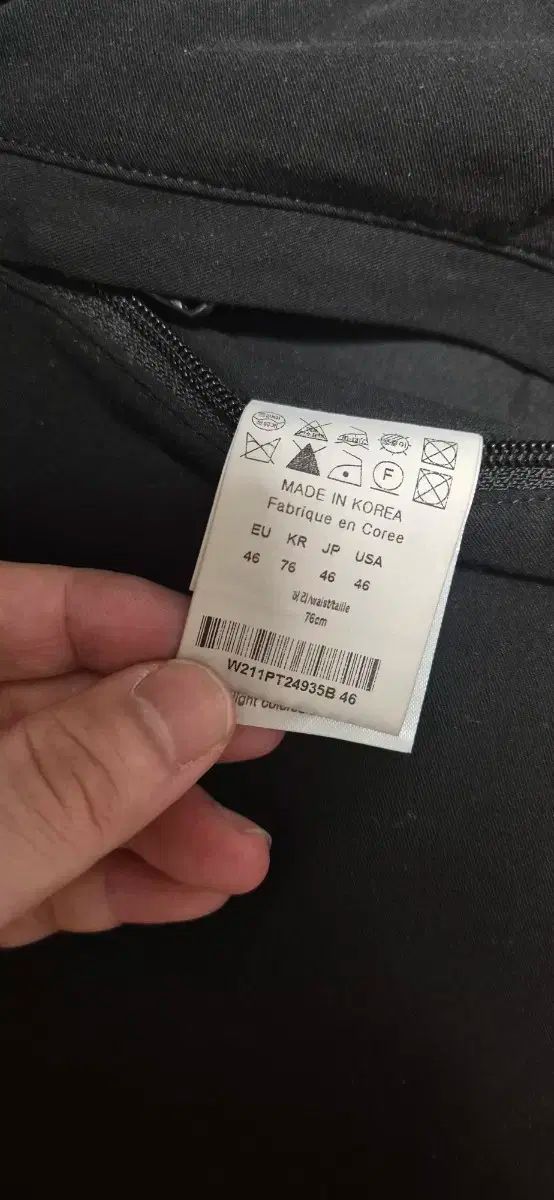 F
MADE IN KOREA
Fabrique en Coree
EU KR JP USA
46 76 46 46
허리/waist/taille
76cm
W211PT24935B 46